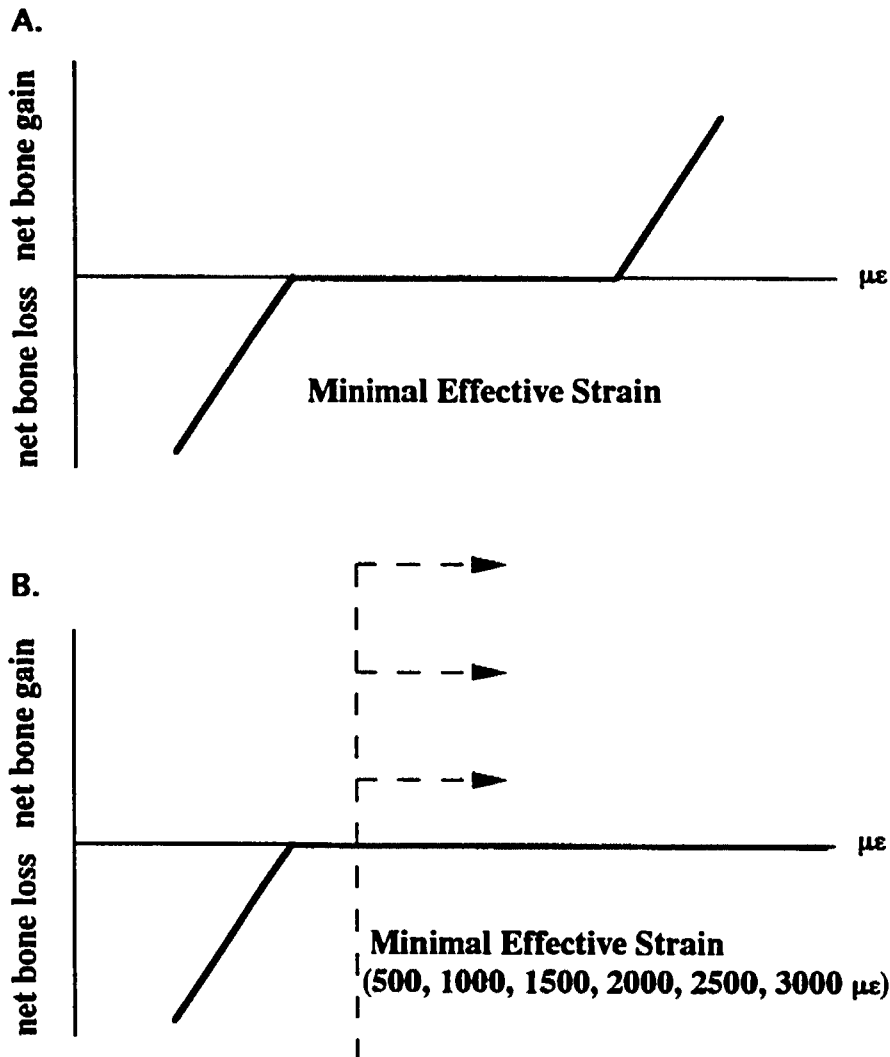 A.
net bone loss net bone gain
με
Minimal Effective Strain
B.
net bone loss net bone gain
με
Minimal Effective Strain
(500, 1000, 1500, 2000, 2500, 3000 με)